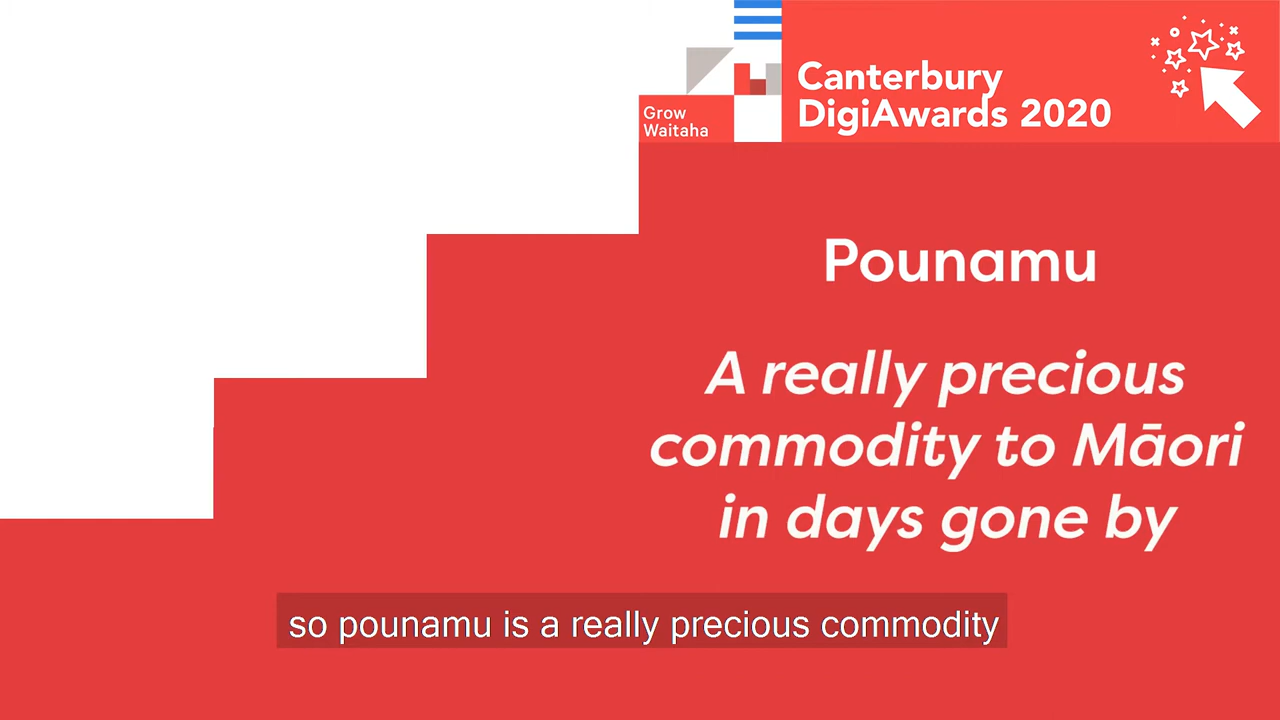 Grow
Waitaha
Canterbury
DigiAwards 2020
Pounamu
A really precious
commodity to Māori
in days gone by
so pounamu is a really precious commodity